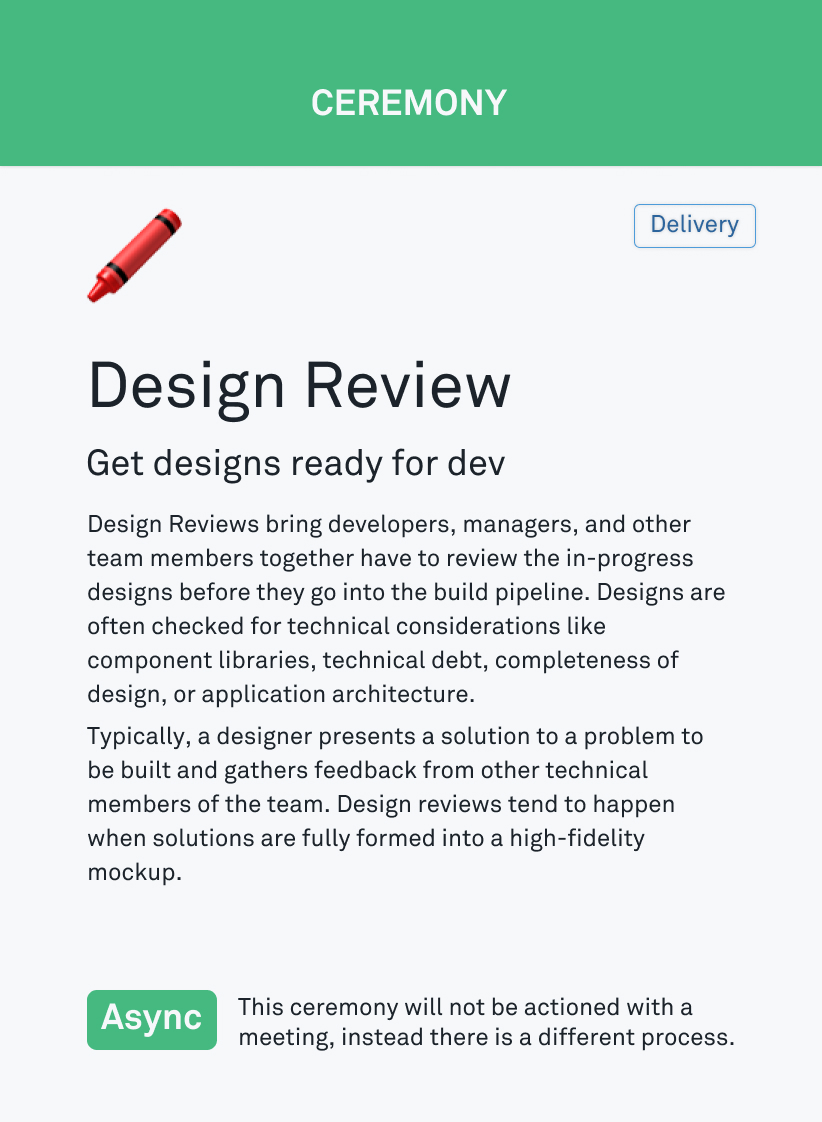 CEREMONY
Delivery
Design Review
Get designs ready for dev
Design Reviews bring developers, managers, and other
team members together have to review the in-progress
designs before they go into the build pipeline. Designs are
often checked for technical considerations like
component libraries, technical debt, completeness of
design, or application architecture.
Typically, a designer presents a solution to a problem to
be built and gathers feedback from other technical
members of the team. Design reviews tend to happen
when solutions are fully formed into a high-fidelity
mockup.
Async
This ceremony will not be actioned with a
meeting, instead there is a different process.